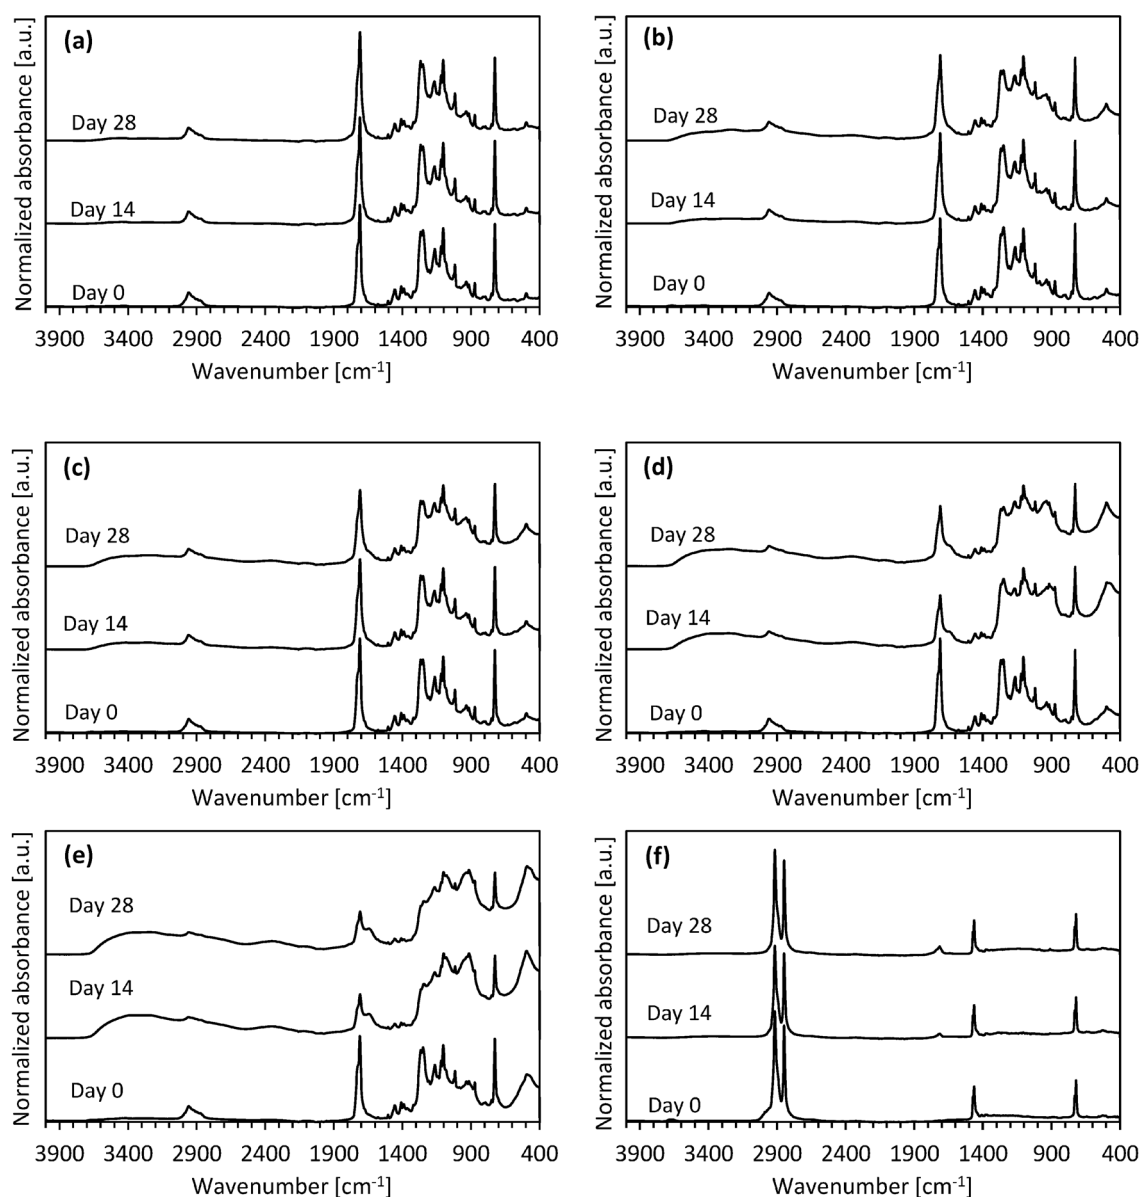 Normalized absorbance [a.u.]
(a)
Day 28
Day 14
Day 0
3900 3400 2900 2400 1900 1400 900 400
Wavenumber [cm-1]
Normalized absorbance [a.u.]
(b)
Day 28
Day 14
Day 0
3900 3400 2900 2400 1900 1400 900 400
Wavenumber [cm-1]
Normalized absorbance [a.u.]
(c)
Day 28
Day 14
Day 0
3900 3400 2900 2400 1900 1400 900 400
Wavenumber [cm-1]
Normalized absorbance [a.u.]
(d)
Day 28
Day 14
Day 0
3900 3400 2900 2400 1900 1400 900 400
Wavenumber [cm-1]
Normalized absorbance [a.u.]
(e)
Day 28
Day 14
Day 0
3900 3400 2900 2400 1900 1400 900 400
Wavenumber [cm-1]
Normalized absorbance [a.u.]
(f)
Day 28
Day 14
Day 0
3900 3400 2900 2400 1900 1400 900 400
Wavenumber [cm-1]